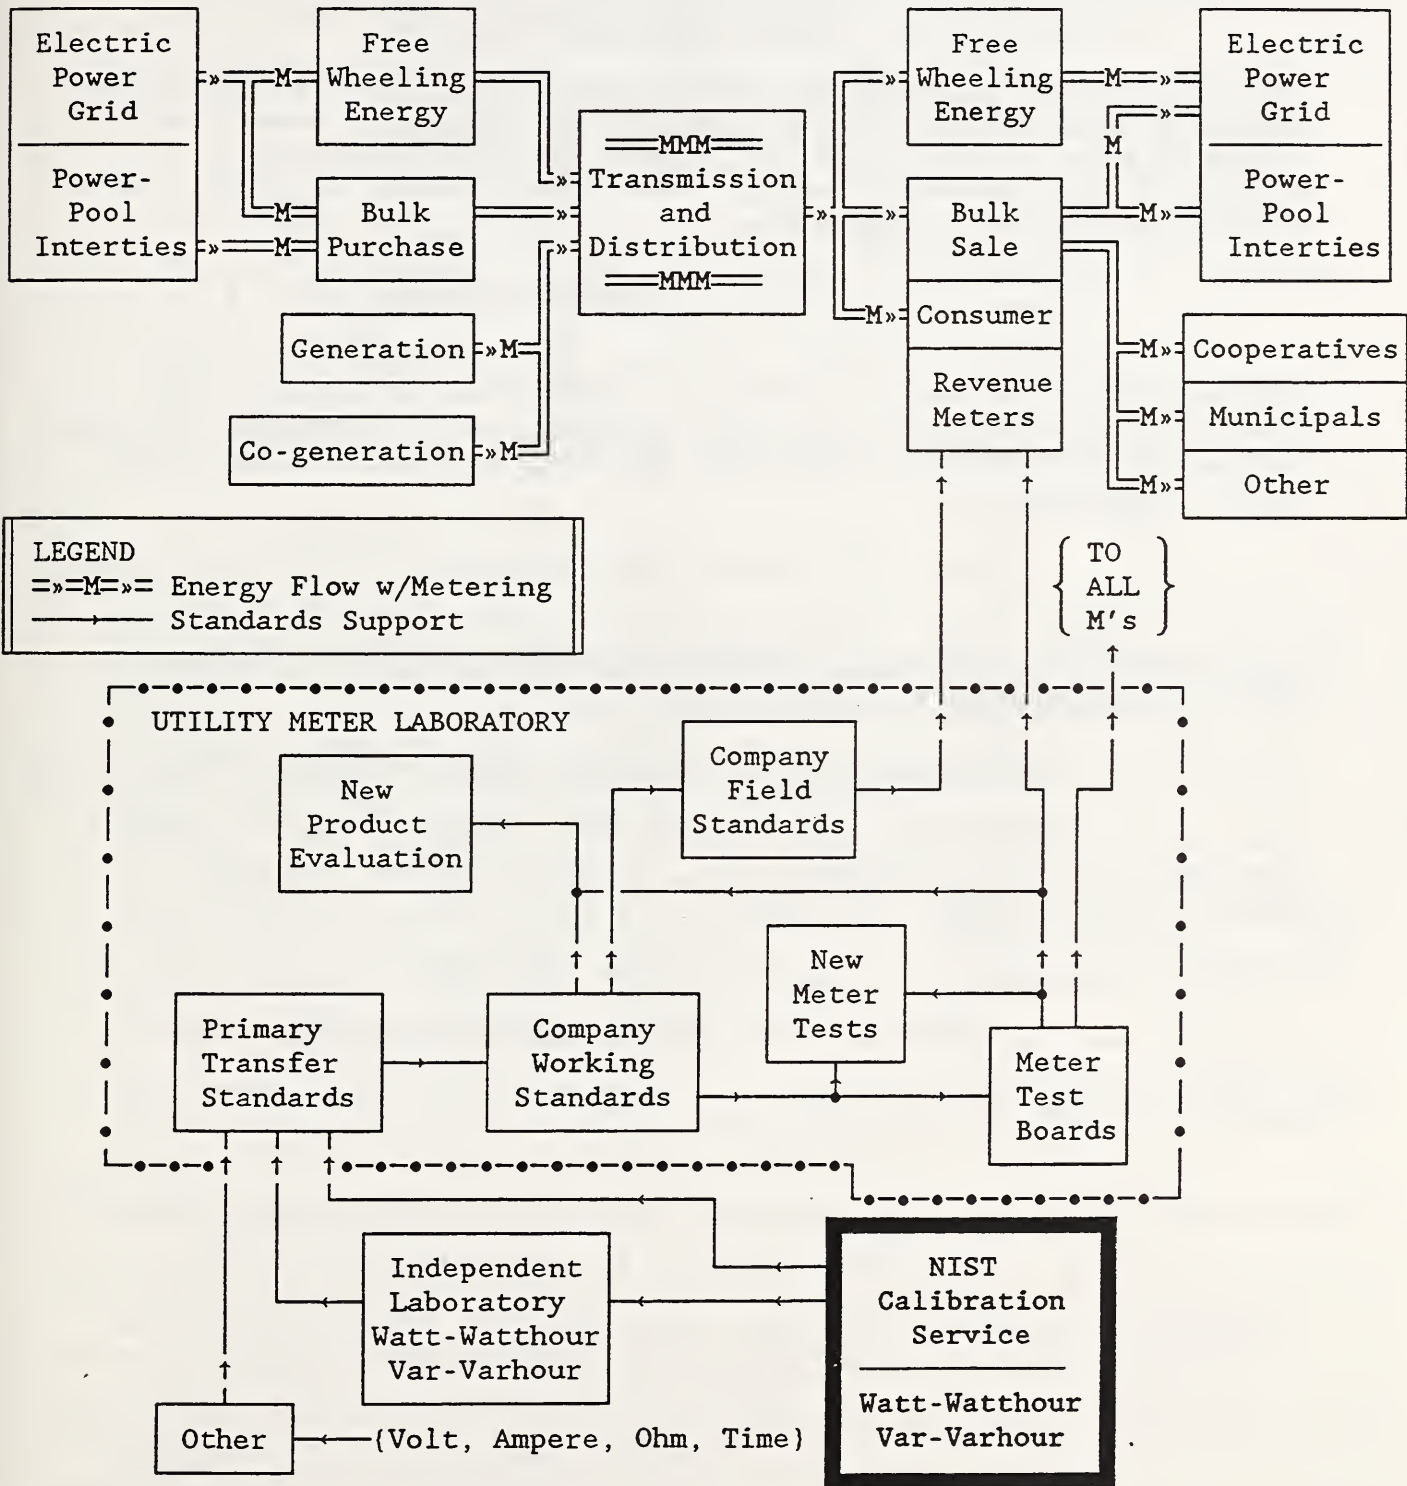 Electric
Power
Grid
Power-
Pool
Interties
»
M
M
»
M
Free
Wheeling
Energy
Bulk
Purchase
Generation
»M
Co-generation
»M
»
»
»
MMM
Transmission
and
Distribution
MMM
»
»
»
M»
Free
Wheeling
Energy
Bulk
Sale
Consumer
Revenue
Meters
M
»
»
M
M»
Electric
Power
Grid
Power-
Pool
Interties
M»
Cooperatives
M»
Municipals
M»
Other
LEGEND
=»=M=»= Energy Flow w/Metering
Standards Support
{ TO }
{ ALL }
{ M's }
UTILITY METER LABORATORY
New
Product
Evaluation
Company
Field
Standards
New
Meter
Tests
Primary
Transfer
Standards
Company
Working
Standards
Meter
Test
Boards
Independent
Laboratory
Watt-Watthour
Var-Varhour
NIST
Calibration
Service
Watt-Watthour
Var-Varhour
Other
{Volt, Ampere, Ohm, Time}